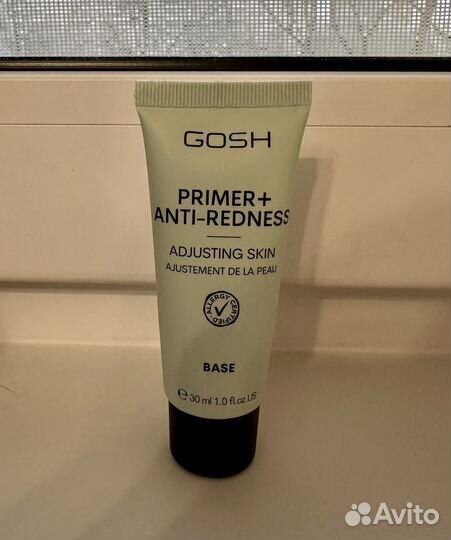 GOSH
PRIMER+
ANTI-REDNESS
ADJUSTING SKIN
AJUSTEMENT DE LA PEAU
ALLERGY CERTIFIED
BASE
℮ 30 ml 1.0 fl.oz.US
Avito